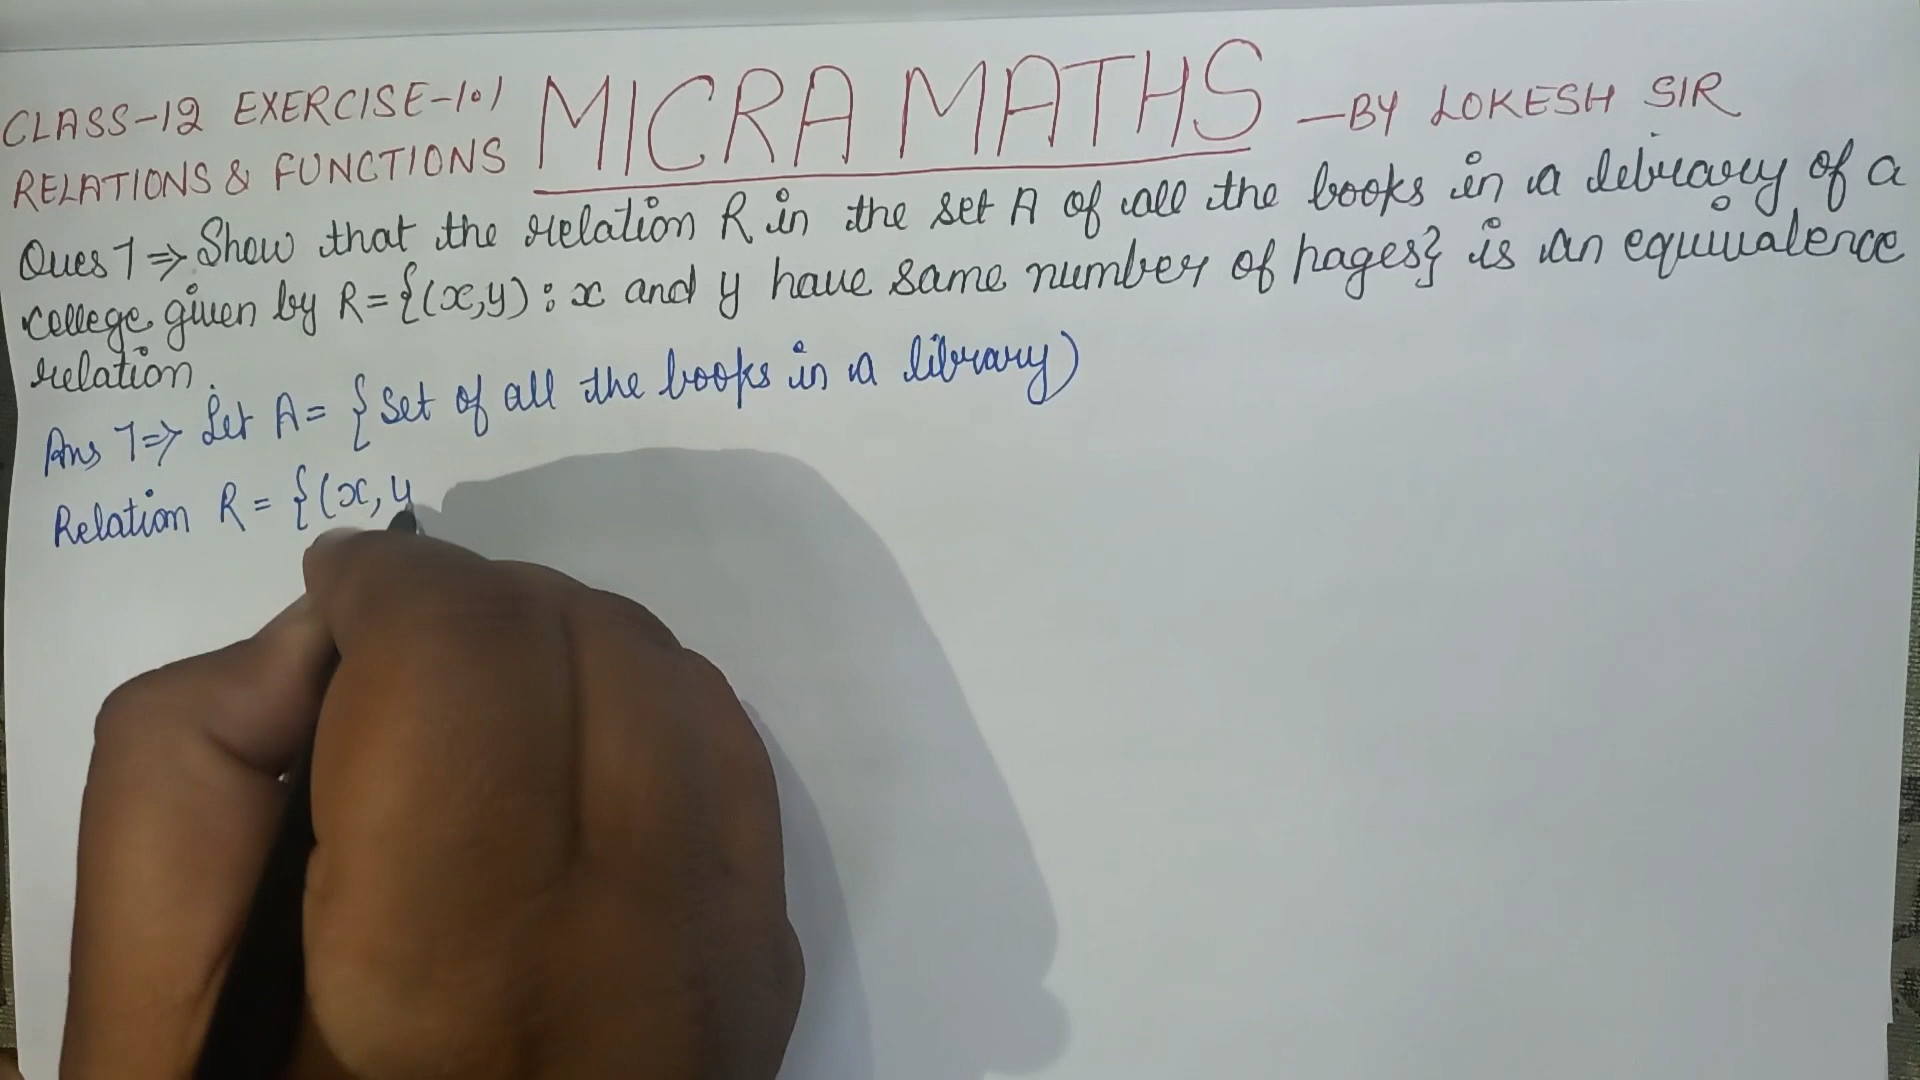 CLASS-12 EXERCISE-1.1 MICRA MATHS -BY LOKESH SIR
RELATIONS & FUNCTIONS
Ques 7 ⇒ Show that the relation R in the set A of all the books in a library of a
college, given by R = {(x,y) : x and y have same number of pages} is an equivalence
relation.
Ans 7 ⇒ Let A = {Set of all the books in a library)
Relation R = {(x, y